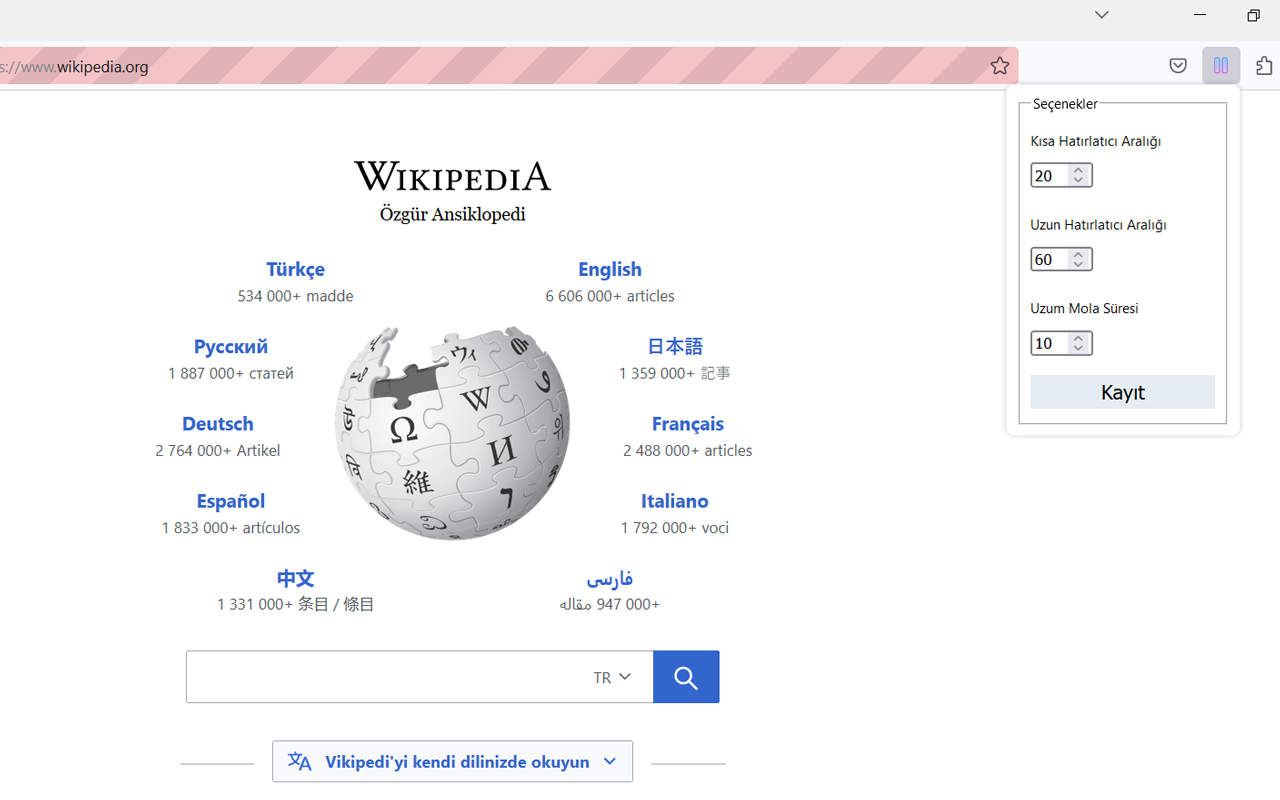 s://www.wikipedia.org
Seçenekler
Kısa Hatırlatıcı Aralığı
20
Uzun Hatırlatıcı Aralığı
60
Uzum Mola Süresi
10
Kayıt
WIKIPEDIA
Özgür Ansiklopedi
Türkçe
534 000+ madde
English
6 606 000+ articles
Русский
1 887 000+ статей
日本語
1 359 000+ 記事
Deutsch
2 764 000+ Artikel
Français
2 488 000+ articles
Español
1 833 000+ artículos
Italiano
1 792 000+ voci
中文
1 331 000+ 条目 / 條目
فارسی
۹۴۷ 000+ مقاله
Ω
W
И
維
ウィ
TR
Vikipedi'yi kendi dilinizde okuyun